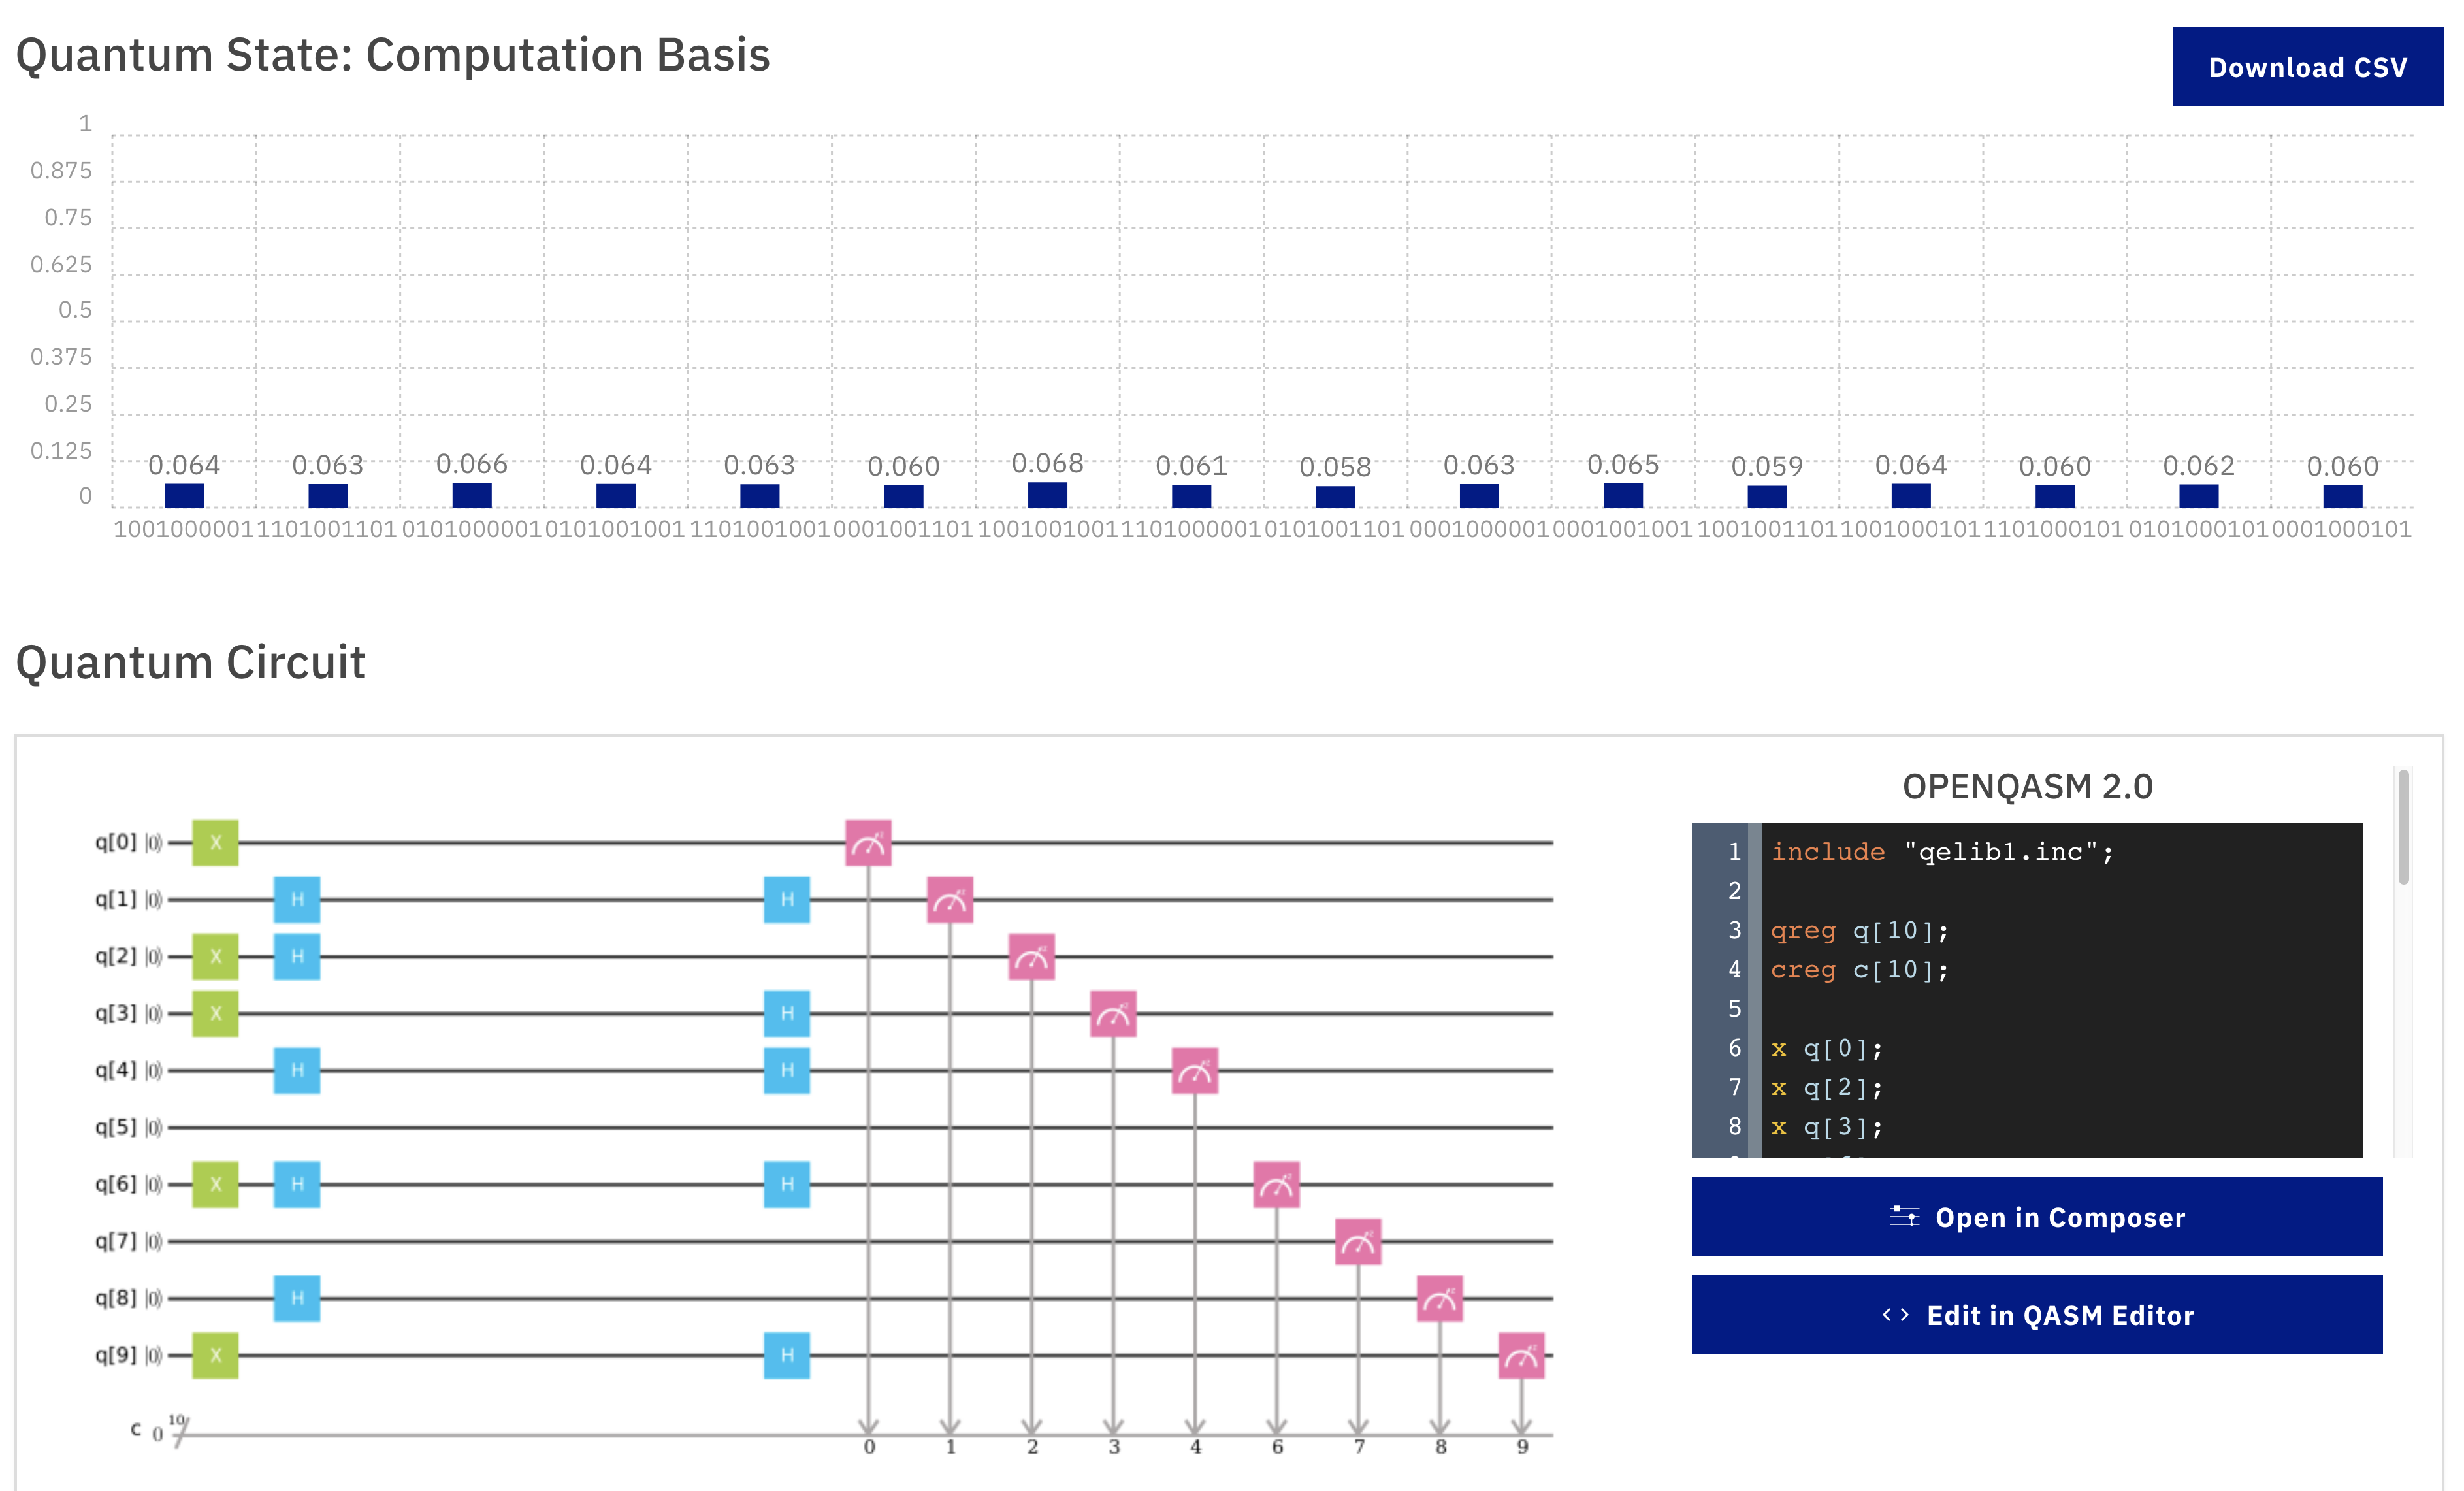 Quantum State: Computation Basis
Download CSV
1
0.875
0.75
0.625
0.5
0.375
0.25
0.125
0
0.064 0.063 0.066 0.064 0.063 0.060 0.068 0.061 0.058 0.063 0.065 0.059 0.064 0.060 0.062 0.060
1001000001 1101001101 0101000001 0101001001 1101001001 0001001101 1001001001 1101000001 0101001101 0001000001 0001001001 1001001101 1001000101 1101000101 0101000101 0001000101
Quantum Circuit
q[0] |0⟩ X
q[1] |0⟩ H H
q[2] |0⟩ X H
q[3] |0⟩ X H
q[4] |0⟩ H H
q[5] |0⟩
q[6] |0⟩ X H H
q[7] |0⟩
q[8] |0⟩ H
q[9] |0⟩ X H
c 0 10
0 1 2 3 4 6 7 8 9
OPENQASM 2.0
1 include "qelib1.inc";
2
3 qreg q[10];
4 creg c[10];
5
6 x q[0];
7 x q[2];
8 x q[3];
Open in Composer
<> Edit in QASM Editor